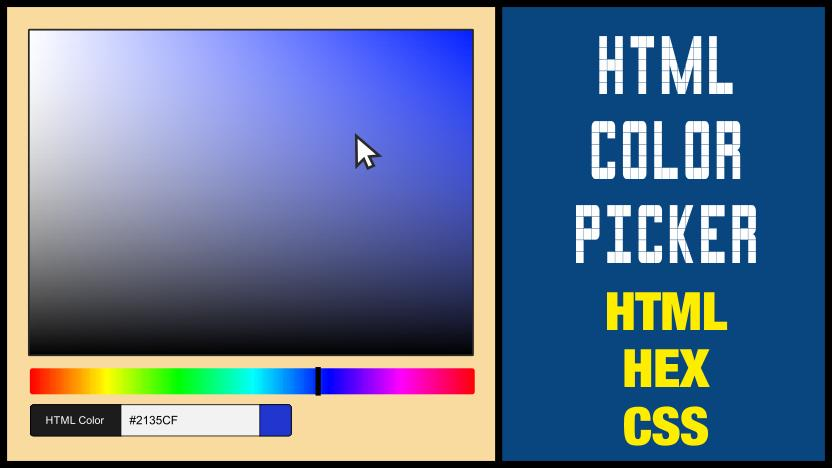 HTML Color #2135CF
HTML
COLOR
PICKER
HTML
HEX
CSS